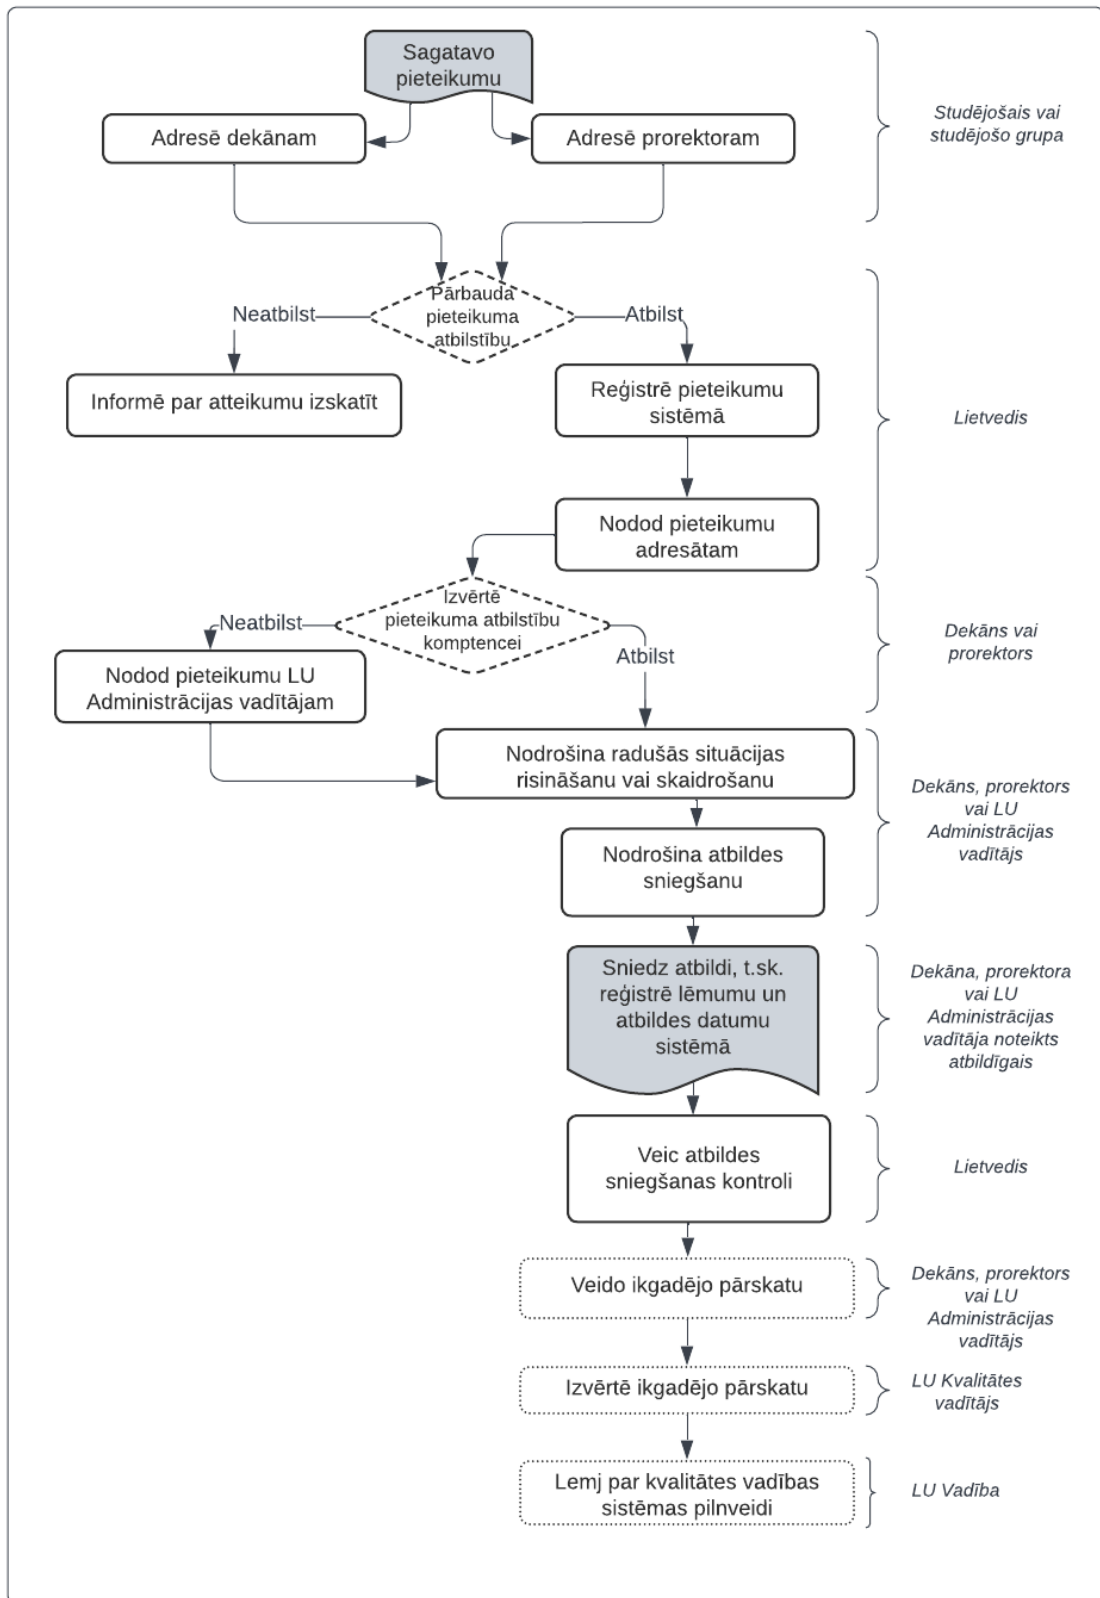 Sagatavo
pieteikumu
Adresē dekānam
Adresē prorektoram
Studējošais vai
studējošo grupa
Pārbauda
pieteikuma
atbilstību
Neatbilst
Atbilst
Informē par atteikumu izskatīt
Reģistrē pieteikumu
sistēmā
Lietvedis
Nodod pieteikumu
adresātam
Izvērtē
pieteikuma atbilstību
komptencei
Neatbilst
Atbilst
Dekāns vai
prorektors
Nodod pieteikumu LU
Administrācijas vadītājam
Nodrošina radušās situācijas
risināšanu vai skaidrošanu
Dekāns, prorektors
vai LU
Administrācijas
vadītājs
Nodrošina atbildes
sniegšanu
Sniedz atbildi, t.sk.
reģistrē lēmumu un
atbildes datumu
sistēmā
Dekāna, prorektora
vai LU
Administrācijas
vadītāja noteikts
atbildīgais
Veic atbildes
sniegšanas kontroli
Lietvedis
Veido ikgadējo pārskatu
Dekāns, prorektors
vai LU
Administrācijas
vadītājs
Izvērtē ikgadējo pārskatu
LU Kvalitātes
vadītājs
Lemj par kvalitātes vadības
sistēmas pilnveidi
LU Vadība